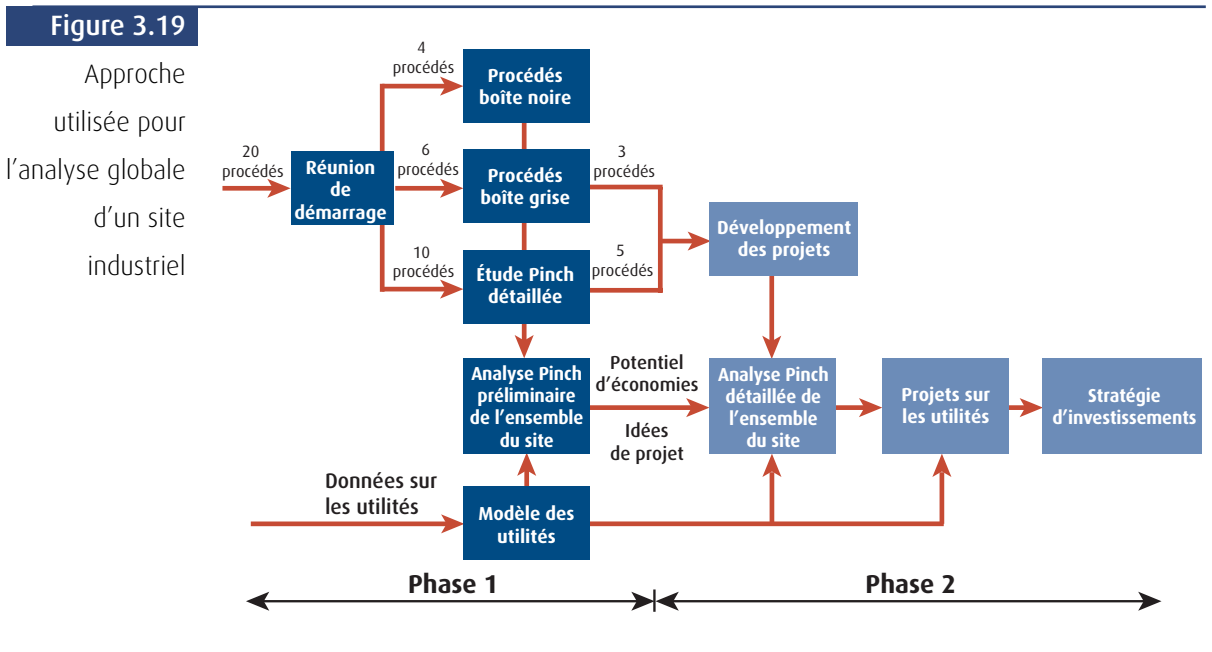 Figure 3.19
Approche
utilisée pour
l'analyse globale
d'un site
industriel
20
procédés
Réunion
de
démarrage
4
procédés
6
procédés
10
procédés
Procédés
boîte noire
Procédés
boîte grise
Étude Pinch
détaillée
3
procédés
5
procédés
Développement
des projets
Analyse Pinch
préliminaire
de l'ensemble
du site
Potentiel
d'économies
Idées
de projet
Analyse Pinch
détaillée de
l'ensemble
du site
Projets sur
les utilités
Stratégie
d'investissements
Données sur
les utilités
Modèle des
utilités
Phase 1
Phase 2